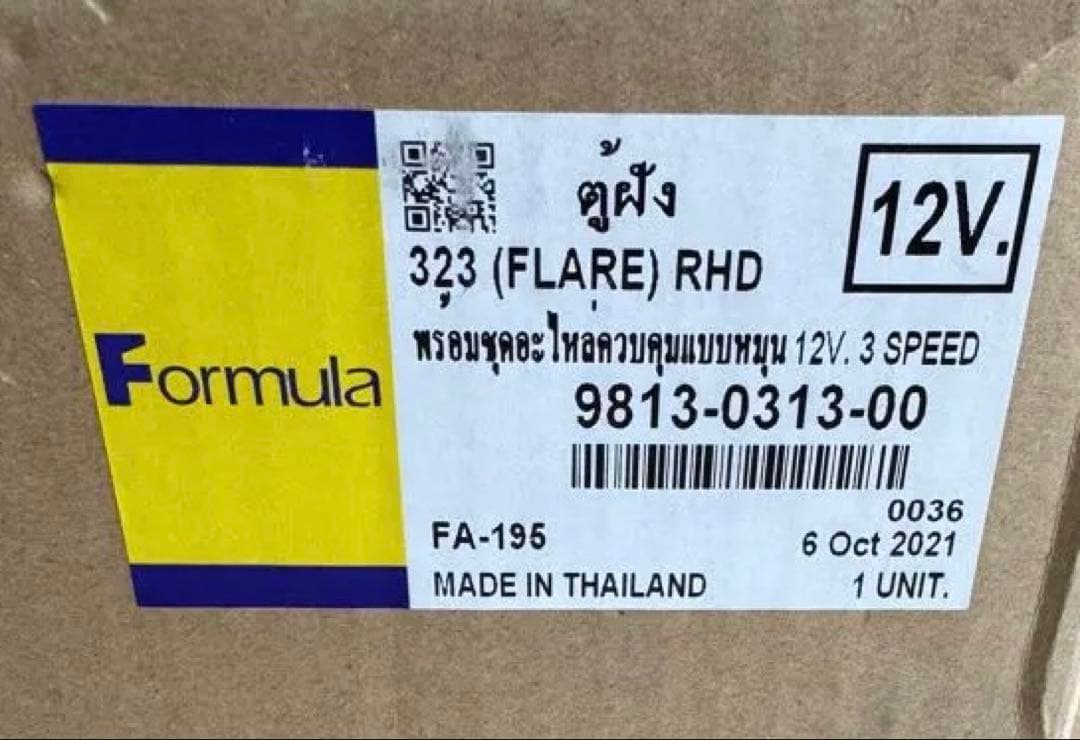 Formula
ตู้ฝัง
12V.
323 (FLARE) RHD
พร้อมชุดอะไหล่ควบคุมแบบหมุน 12V. 3 SPEED
9813-0313-00
0036
FA-195
6 Oct 2021
MADE IN THAILAND
1 UNIT.